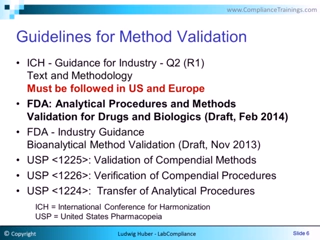 www.ComplianceTrainings.com
Guidelines for Method Validation
• ICH - Guidance for Industry - Q2 (R1)
Text and Methodology
Must be followed in US and Europe
• FDA: Analytical Procedures and Methods
Validation for Drugs and Biologics (Draft, Feb 2014)
• FDA - Industry Guidance
Bioanalytical Method Validation (Draft, Nov 2013)
• USP <1225>: Validation of Compendial Methods
• USP <1226>: Verification of Compendial Procedures
• USP <1224>:  Transfer of Analytical Procedures
ICH = International Conference for Harmonization
USP = United States Pharmacopeia
© Copyright
Ludwig Huber - LabCompliance
Slide 6